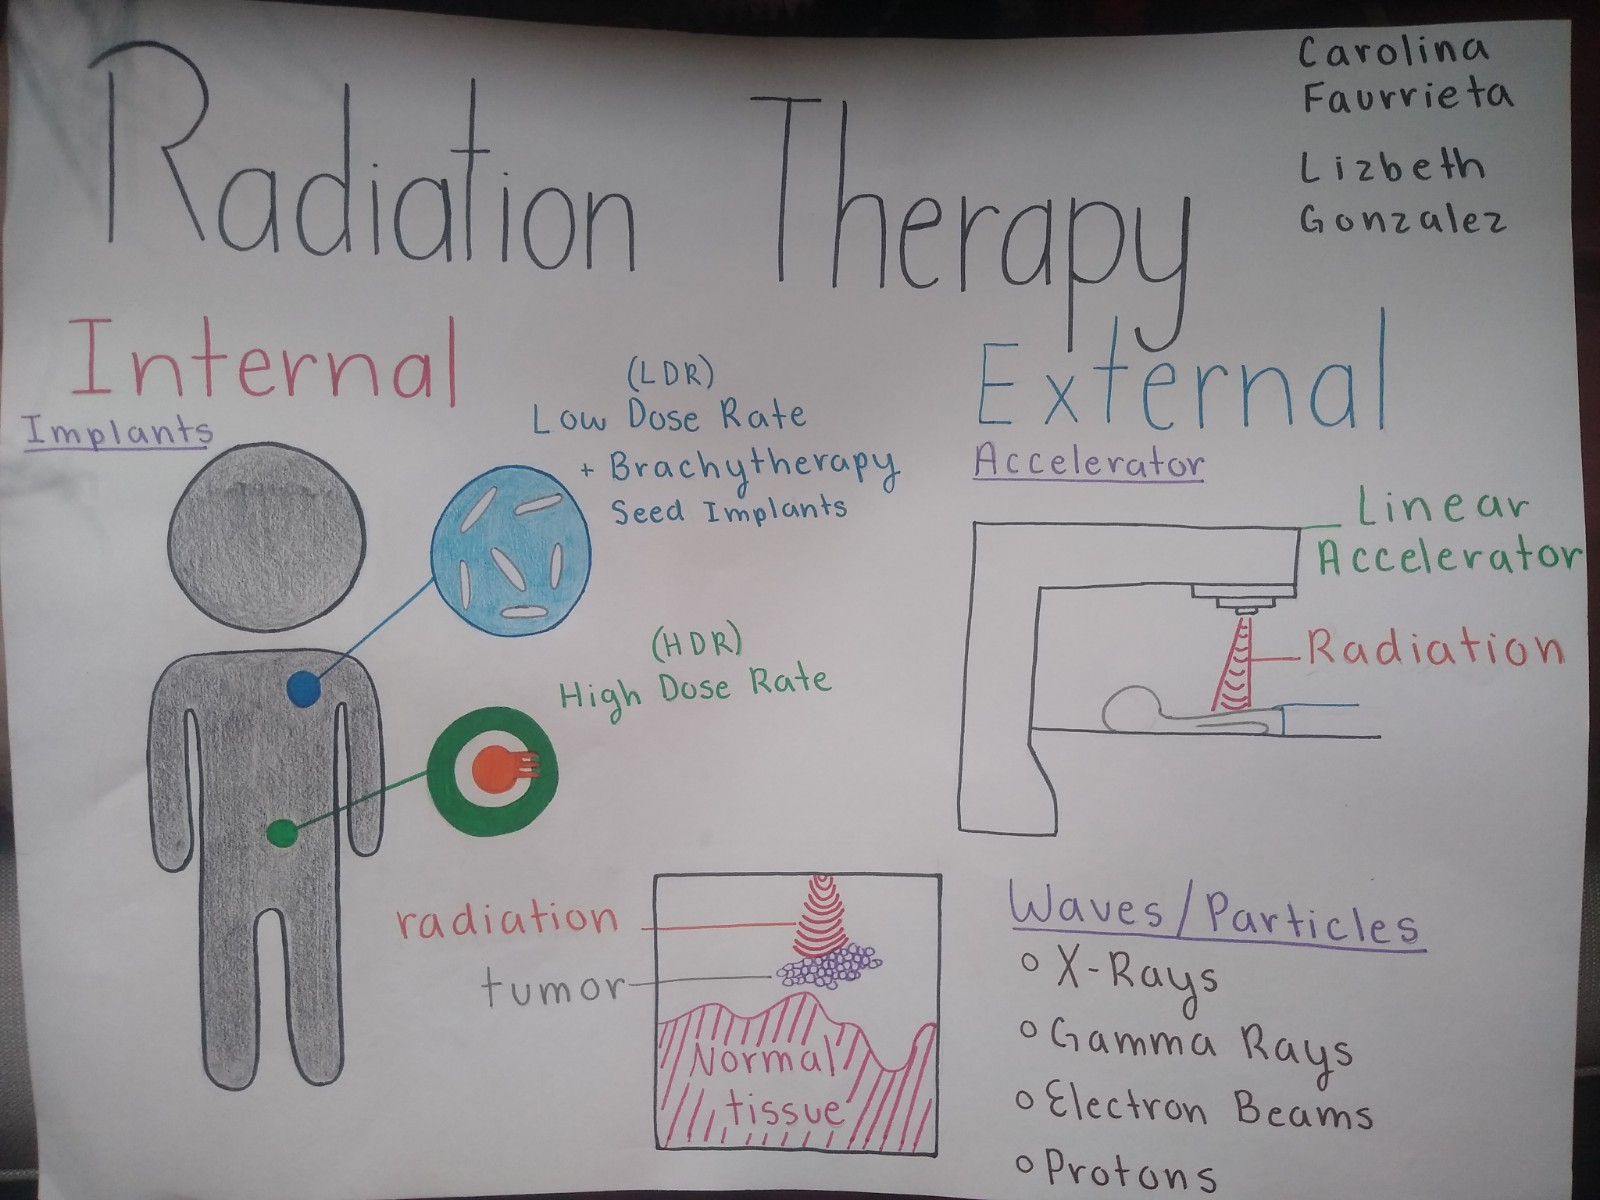 Radiation Therapy
Carolina
Faurrieta
Lizbeth
Gonzalez
Internal
Implants
(LDR)
Low Dose Rate
+ Brachytherapy
Seed Implants
(HDR)
High Dose Rate
radiation
tumor
Normal
tissue
External
Accelerator
Linear
Accelerator
Radiation
Waves/Particles
o X-Rays
o Gamma Rays
o Electron Beams
o Protons